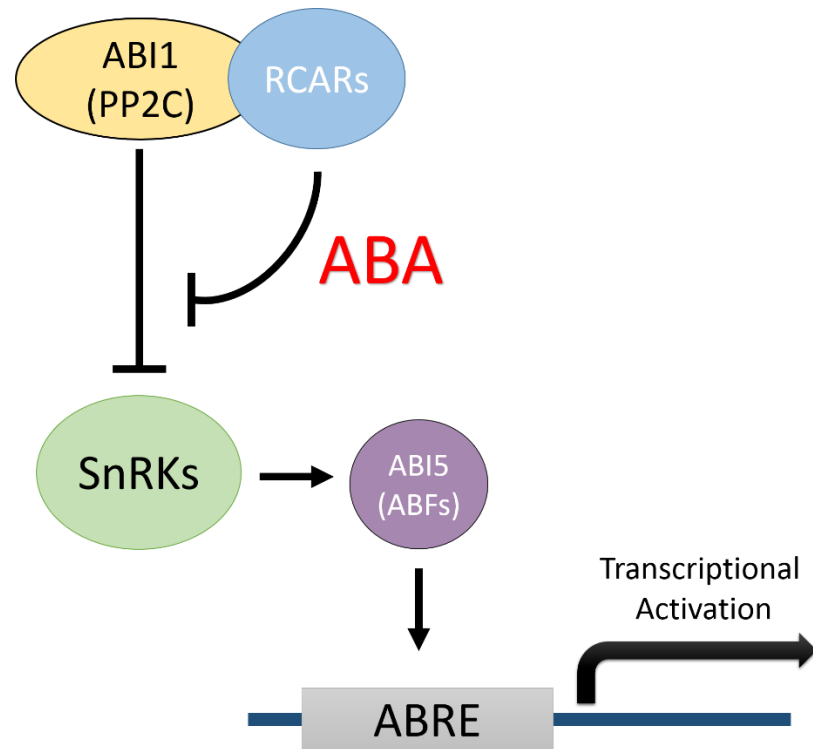 ABI1
(PP2C)
RCARs
ABA
SnRKs
ABI5
(ABFs)
Transcriptional
Activation
ABRE